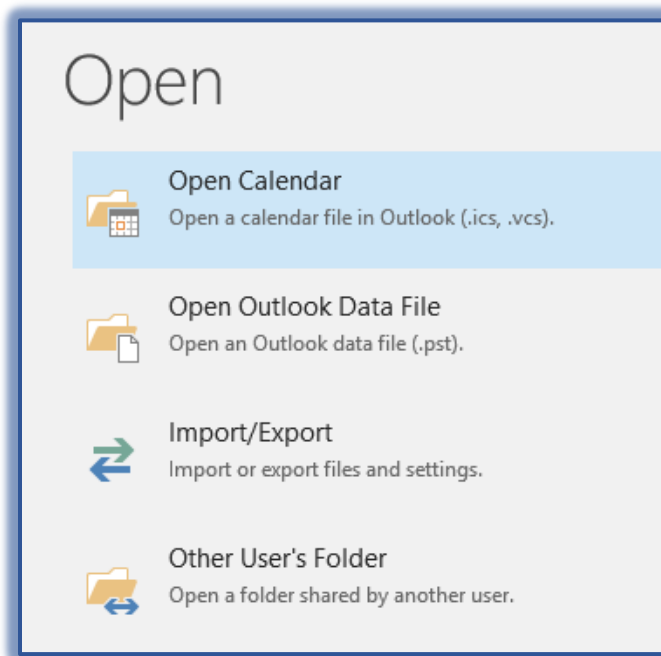 Open
Open Calendar
Open a calendar file in Outlook (.ics, .vcs).
Open Outlook Data File
Open an Outlook data file (.pst).
Import/Export
Import or export files and settings.
Other User's Folder
Open a folder shared by another user.